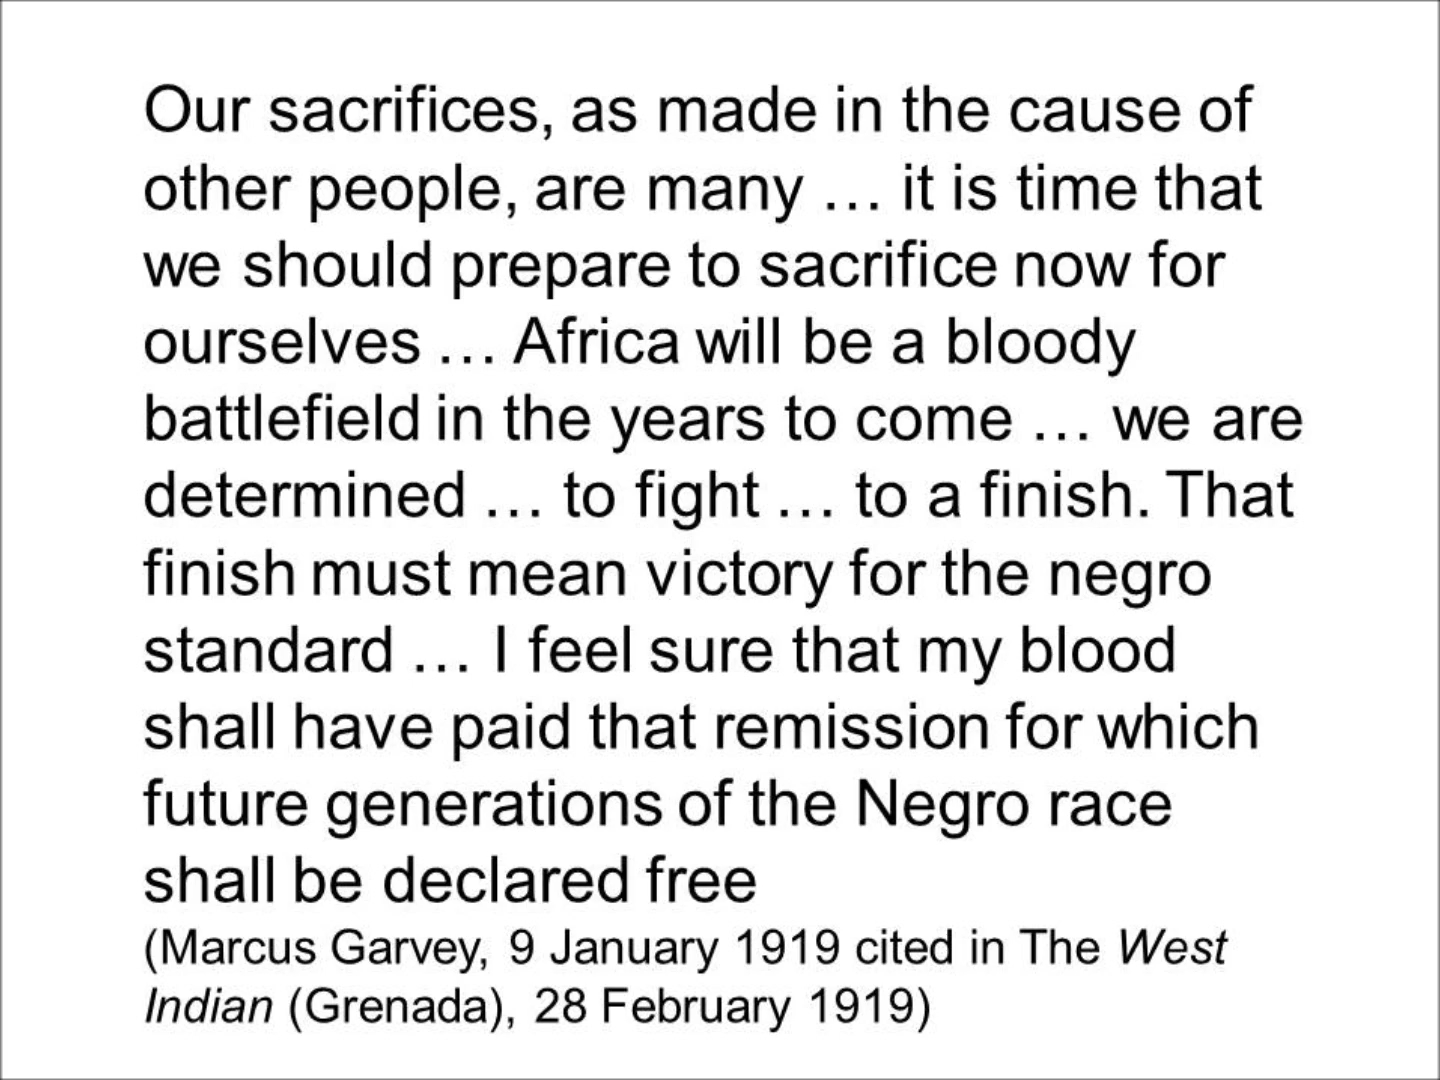 Our sacrifices, as made in the cause of
other people, are many … it is time that
we should prepare to sacrifice now for
ourselves … Africa will be a bloody
battlefield in the years to come … we are
determined … to fight … to a finish. That
finish must mean victory for the negro
standard … I feel sure that my blood
shall have paid that remission for which
future generations of the Negro race
shall be declared free
(Marcus Garvey, 9 January 1919 cited in The West
Indian (Grenada), 28 February 1919)